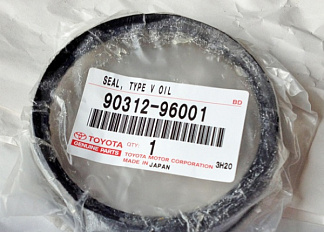 SEAL, TYPE V OIL
BD
90312-96001
TOYOTA QTY: 1
GENUINE PARTS TOYOTA MOTOR CORPORATION 3H20
MADE IN JAPAN